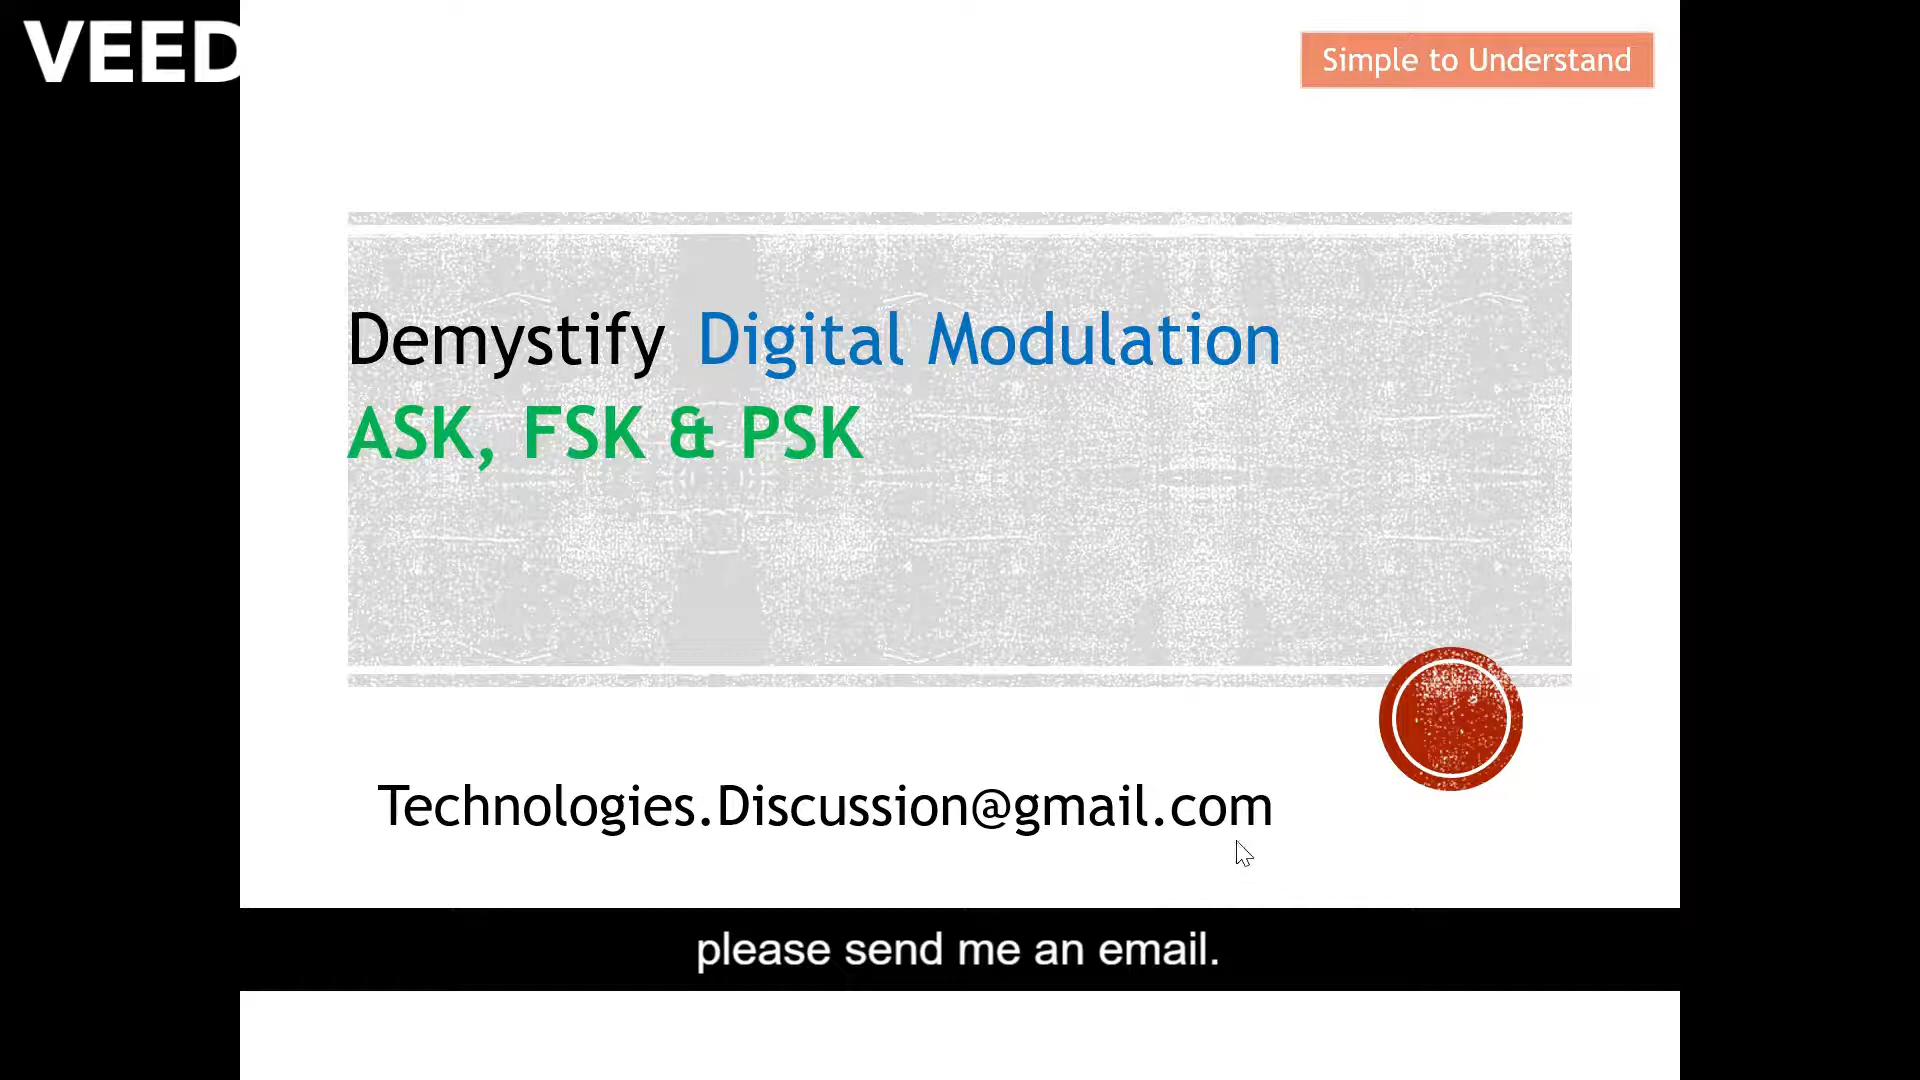 VEED
Simple to Understand
Demystify Digital Modulation
ASK, FSK & PSK
Technologies.Discussion@gmail.com
please send me an email.